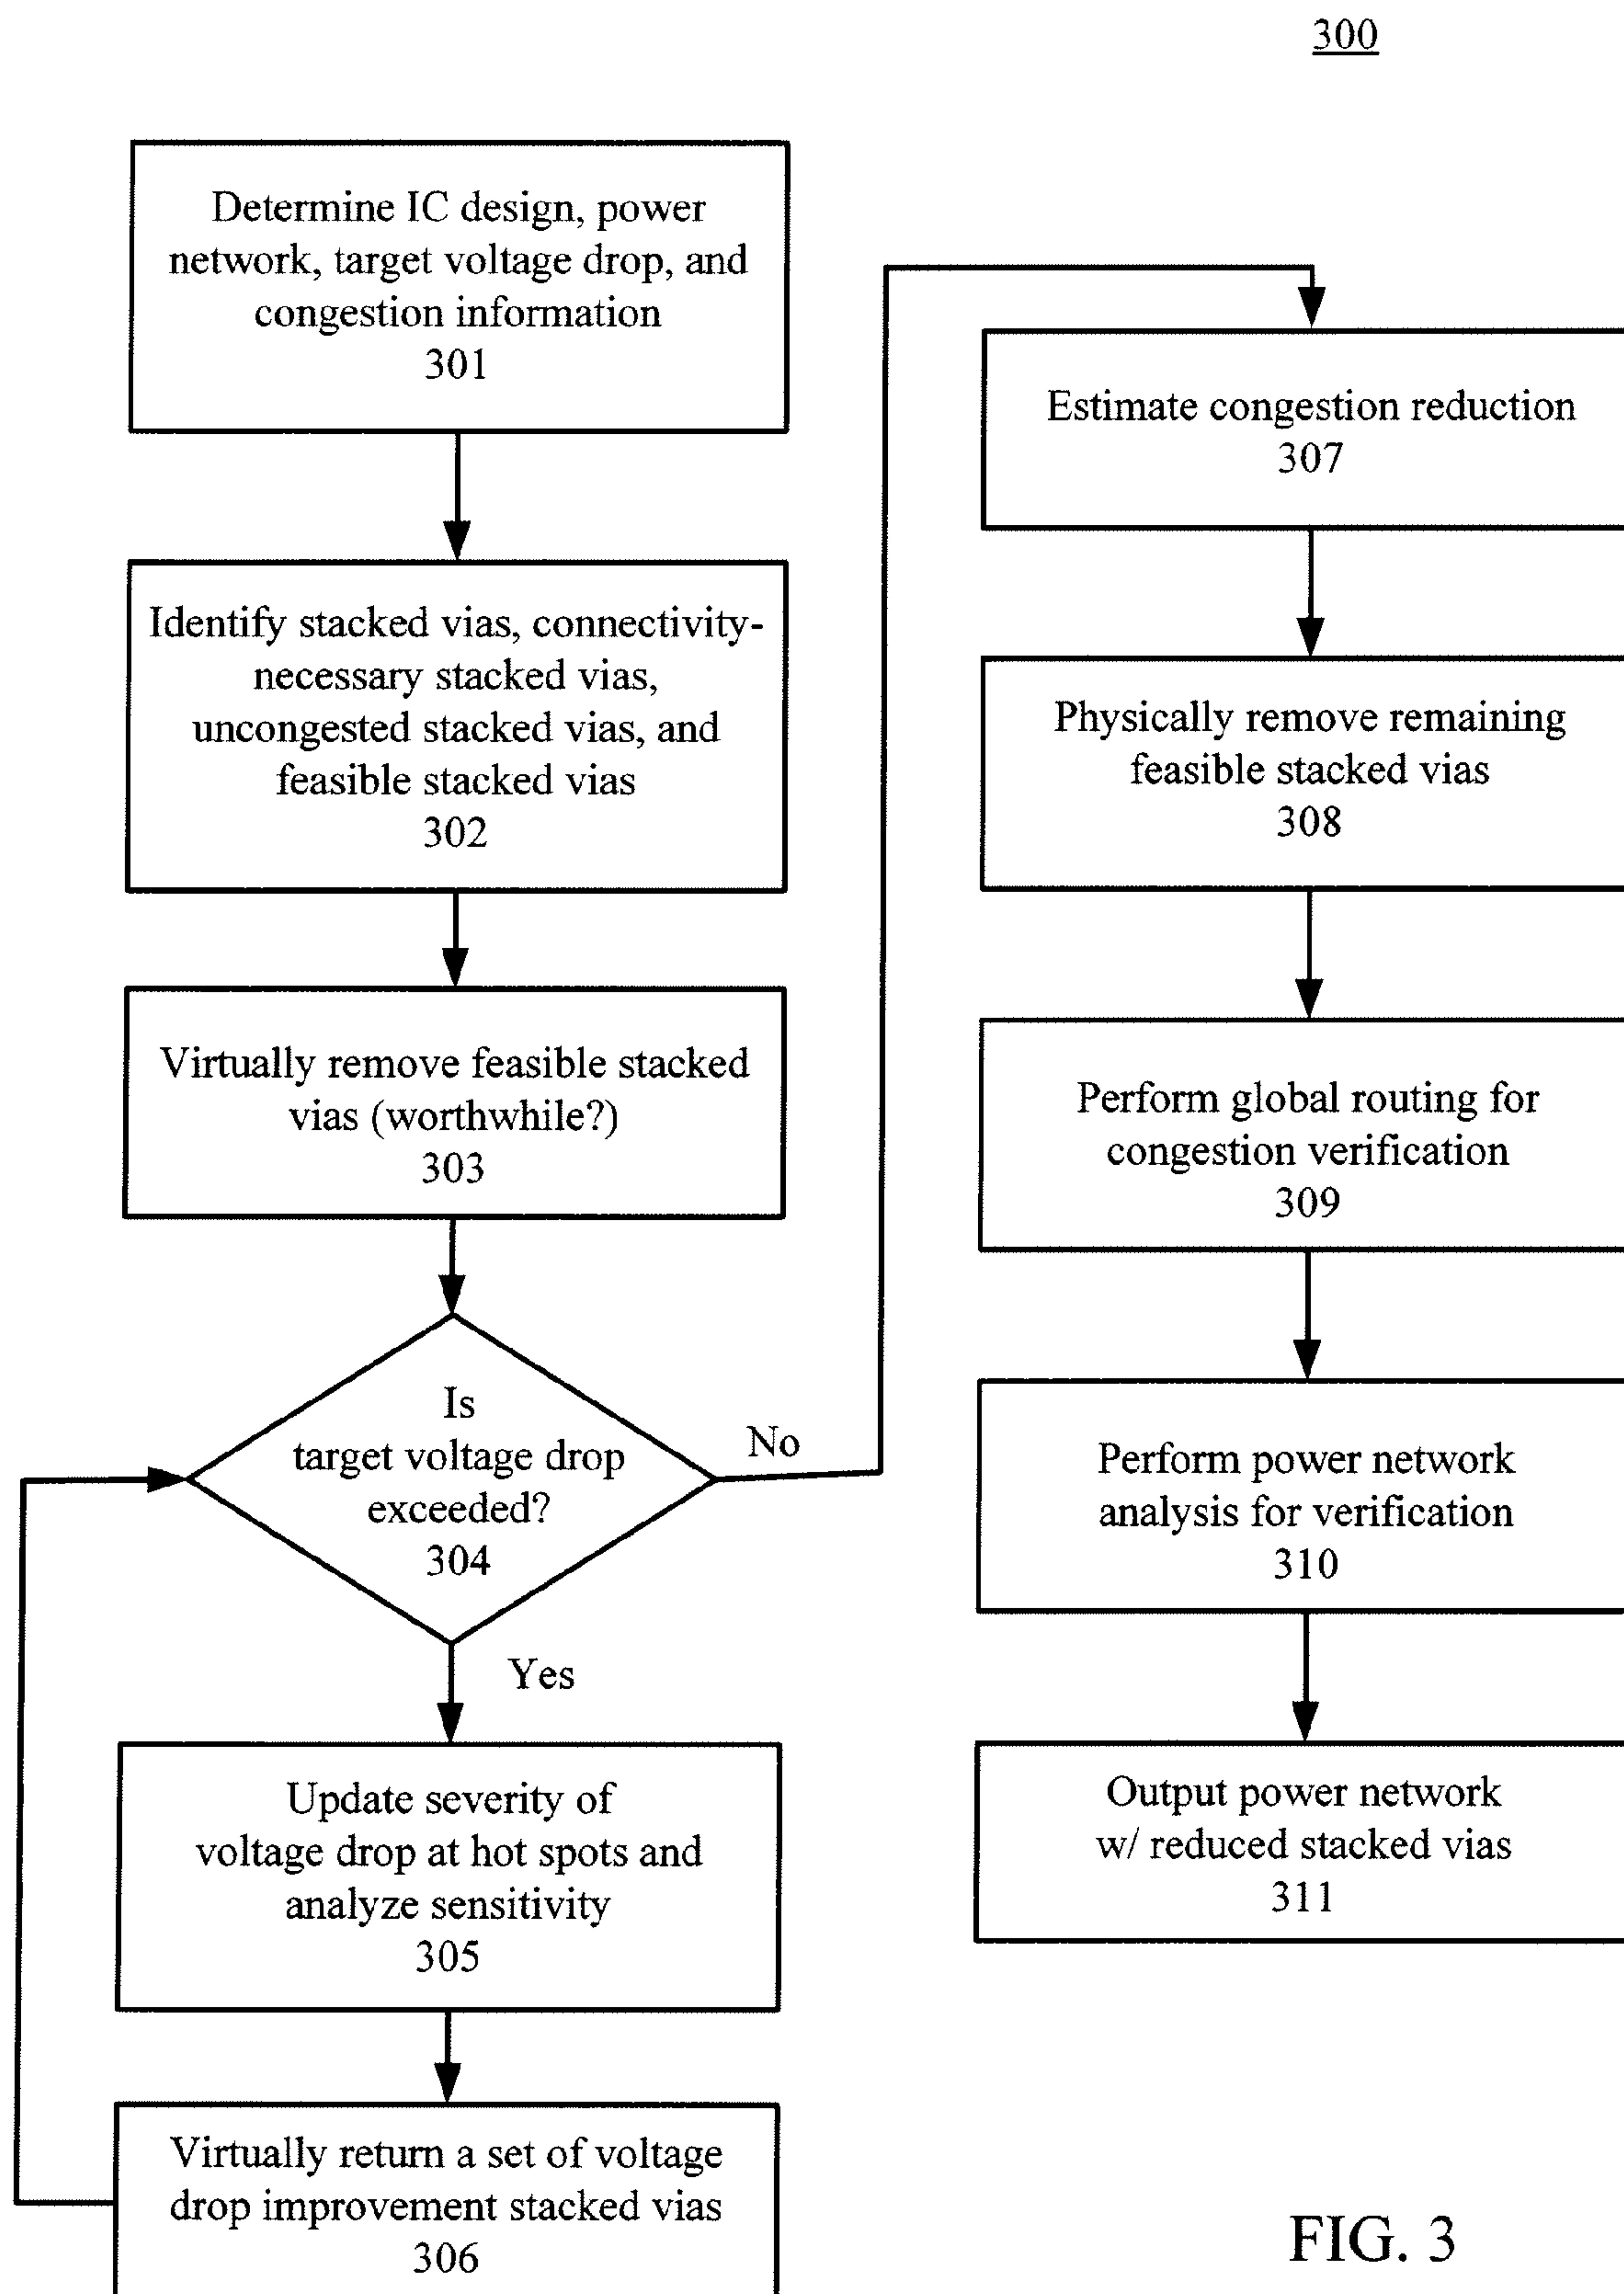 300
Determine IC design, power
network, target voltage drop, and
congestion information
301
Identify stacked vias, connectivity-
necessary stacked vias,
uncongested stacked vias, and
feasible stacked vias
302
Virtually remove feasible stacked
vias (worthwhile?)
303
Is
target voltage drop
exceeded?
304
No
Yes
Update severity of
voltage drop at hot spots and
analyze sensitivity
305
Virtually return a set of voltage
drop improvement stacked vias
306
Estimate congestion reduction
307
Physically remove remaining
feasible stacked vias
308
Perform global routing for
congestion verification
309
Perform power network
analysis for verification
310
Output power network
w/ reduced stacked vias
311
FIG. 3